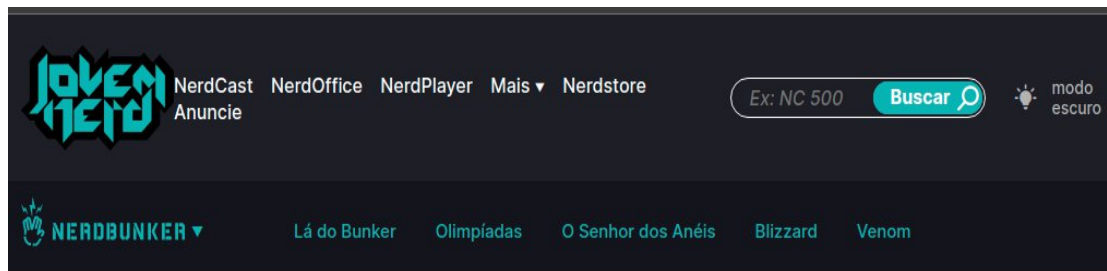 JOVEM
NERD
NerdCast NerdOffice NerdPlayer Mais ▾ Nerdstore
Anuncie
Ex: NC 500 Buscar
modo
escuro
NERDBUNKER ▾ Lá do Bunker Olimpíadas O Senhor dos Anéis Blizzard Venom